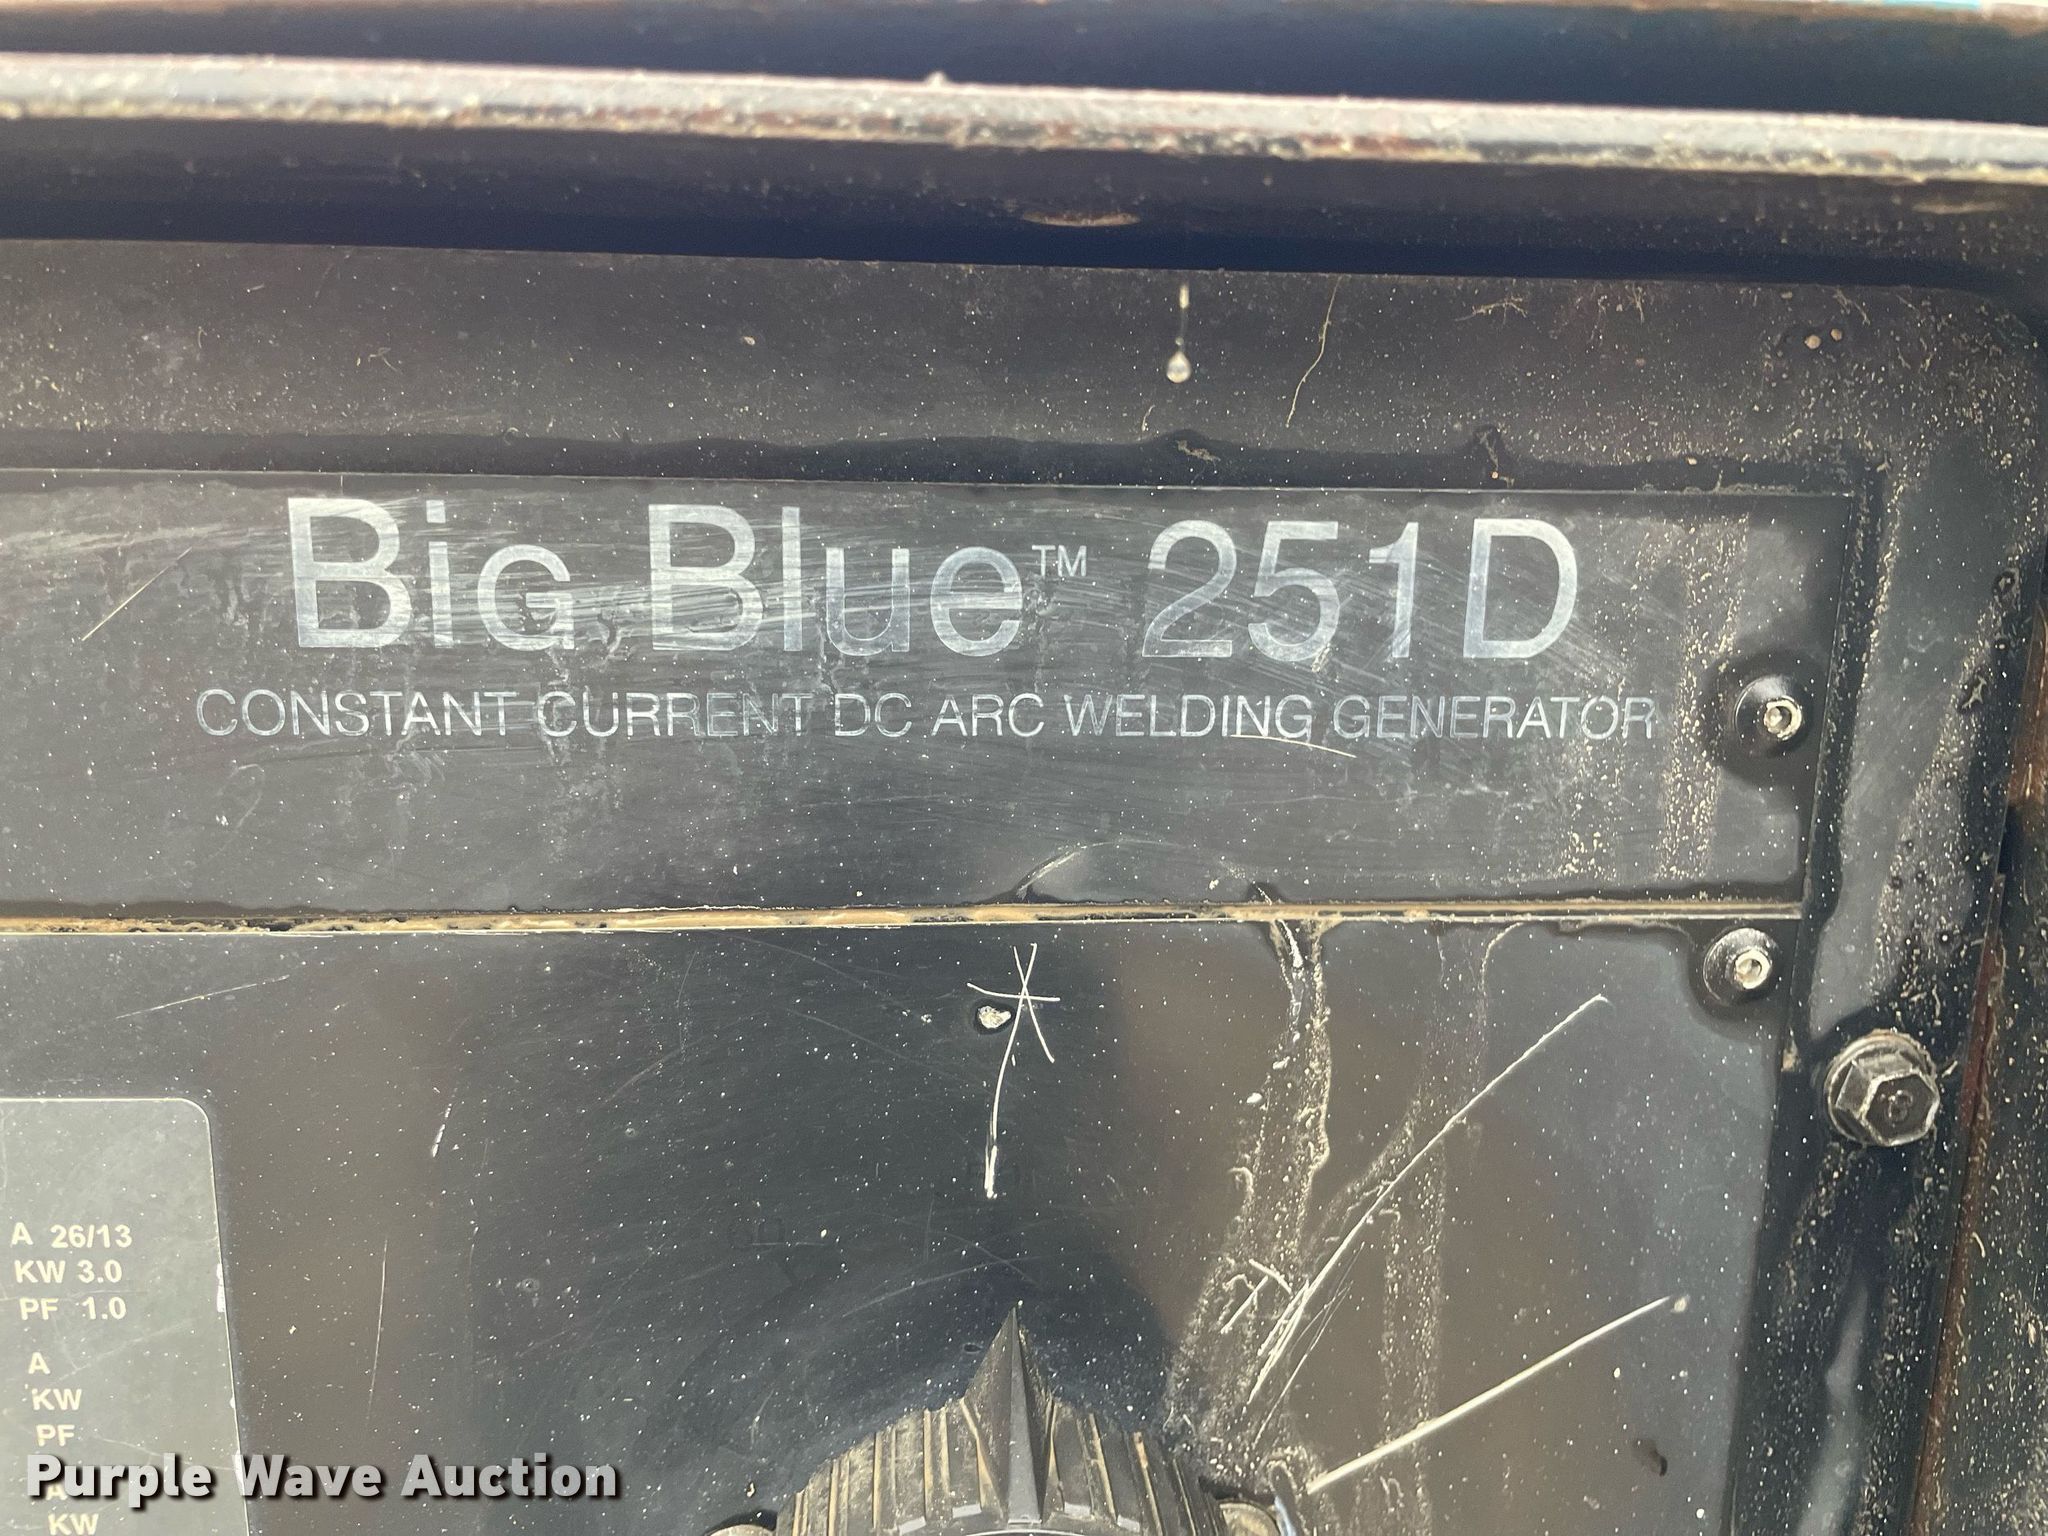 BiG Blue™ 251D
CONSTANT CURRENT DC ARC WELDING GENERATOR
A 26/13
KW 3.0
PF 1.0
A
KW
PF
Purple Wave Auction
A
KW